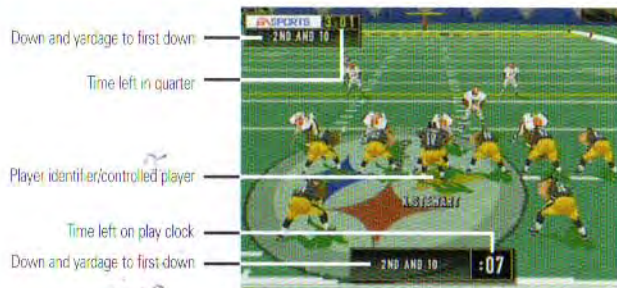 Down and yardage to first down
Time left in quarter
Player identifier/controlled player
Time left on play clock
Down and yardage to first down
EA SPORTS 3:01
2ND AND 10
K.STEWART
2ND AND 10 :07